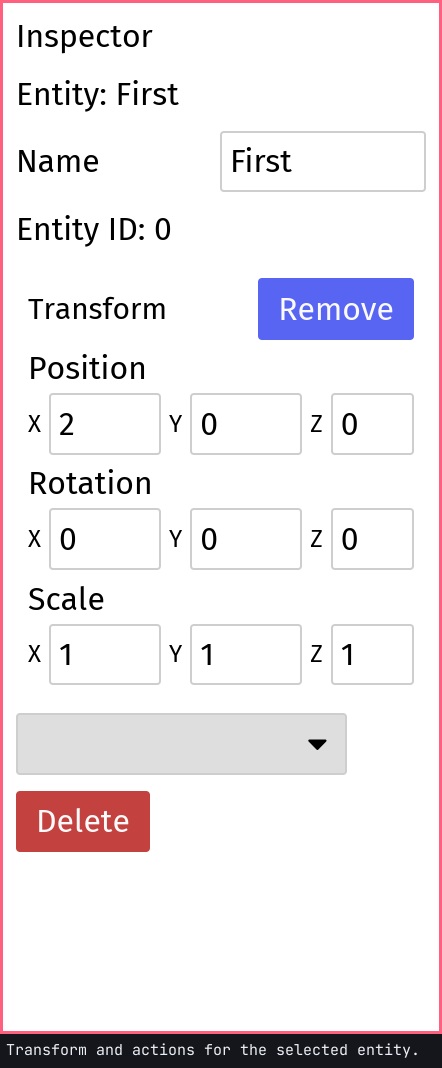 Inspector
Entity: First
Name First
Entity ID: 0
Transform Remove
Position
X 2 Y 0 Z 0
Rotation
X 0 Y 0 Z 0
Scale
X 1 Y 1 Z 1
Delete
Transform and actions for the selected entity.